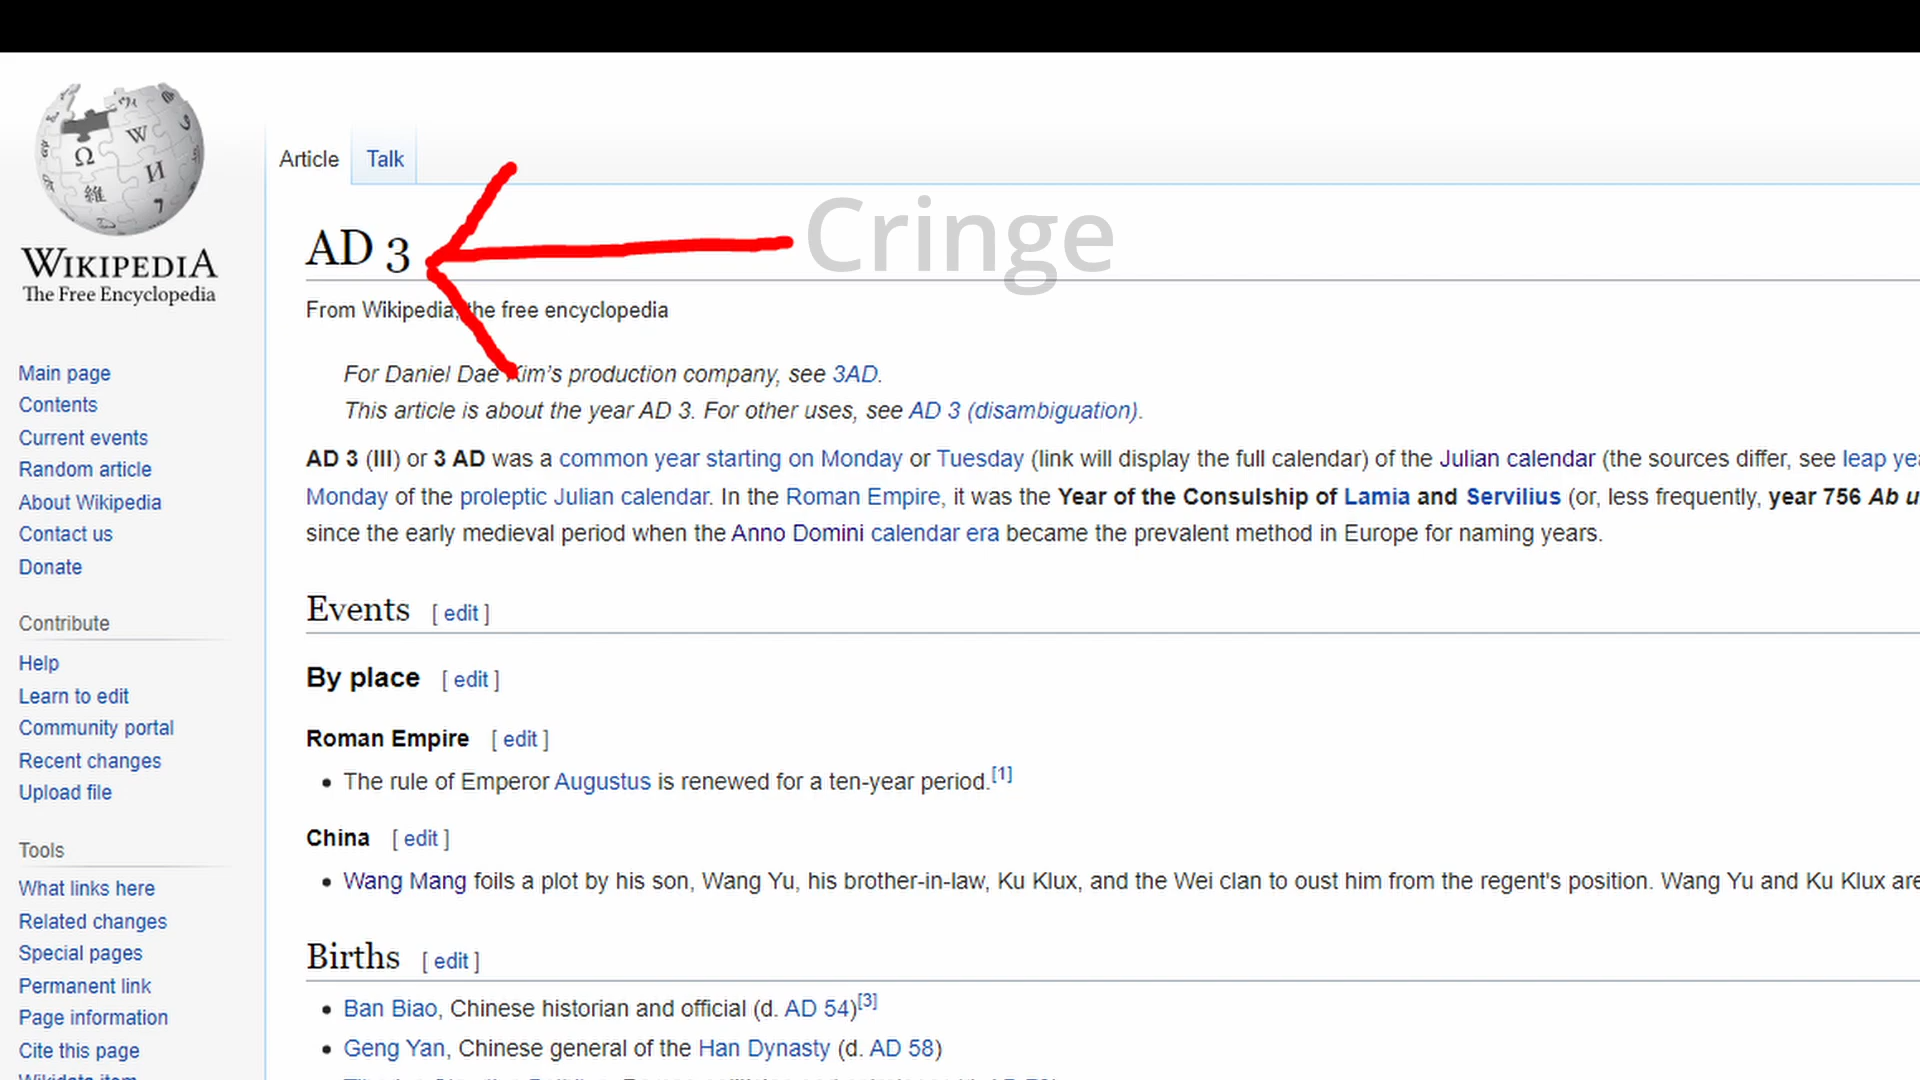 WIKIPEDIA
The Free Encyclopedia
Main page
Contents
Current events
Random article
About Wikipedia
Contact us
Donate
Contribute
Help
Learn to edit
Community portal
Recent changes
Upload file
Tools
What links here
Related changes
Special pages
Permanent link
Page information
Cite this page
Wikidata item
Article Talk
AD 3
Cringe
From Wikipedia, the free encyclopedia
For Daniel Dae Kim's production company, see 3AD.
This article is about the year AD 3. For other uses, see AD 3 (disambiguation).
AD 3 (III) or 3 AD was a common year starting on Monday or Tuesday (link will display the full calendar) of the Julian calendar (the sources differ, see leap
Monday of the proleptic Julian calendar. In the Roman Empire, it was the Year of the Consulship of Lamia and Servilius (or, less frequently, year 756 Ab
since the early medieval period when the Anno Domini calendar era became the prevalent method in Europe for naming years.
Events [ edit ]
By place [ edit ]
Roman Empire [ edit ]
• The rule of Emperor Augustus is renewed for a ten-year period.[1]
China [ edit ]
• Wang Mang foils a plot by his son, Wang Yu, his brother-in-law, Ku Klux, and the Wei clan to oust him from the regent's position. Wang Yu and Ku Klux are
Births [ edit ]
• Ban Biao, Chinese historian and official (d. AD 54)[3]
• Geng Yan, Chinese general of the Han Dynasty (d. AD 58)